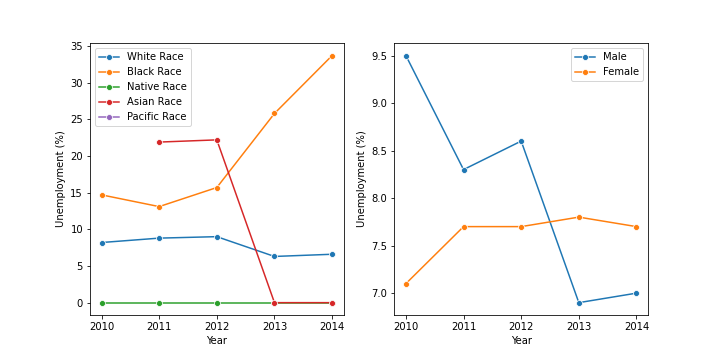 35
30
25
20
15
10
5
0
Unemployment (%)
White Race
Black Race
Native Race
Asian Race
Pacific Race
2010 2011 2012 2013 2014
Year
9.5
9.0
8.5
8.0
7.5
7.0
Unemployment (%)
Male
Female
2010 2011 2012 2013 2014
Year